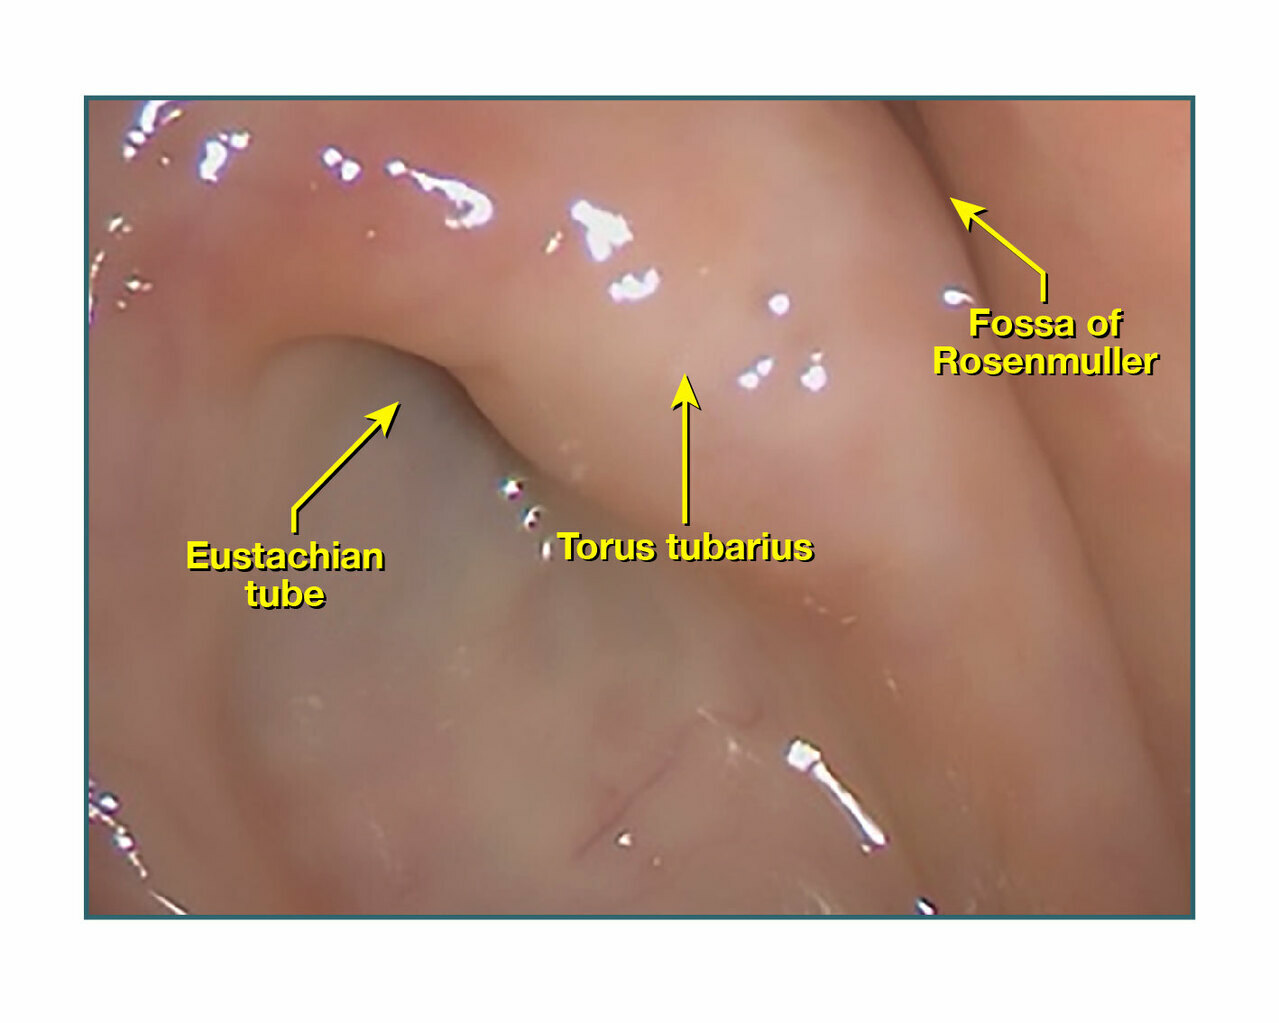 Fossa of
Rosenmuller
Eustachian
tube
Torus tubarius